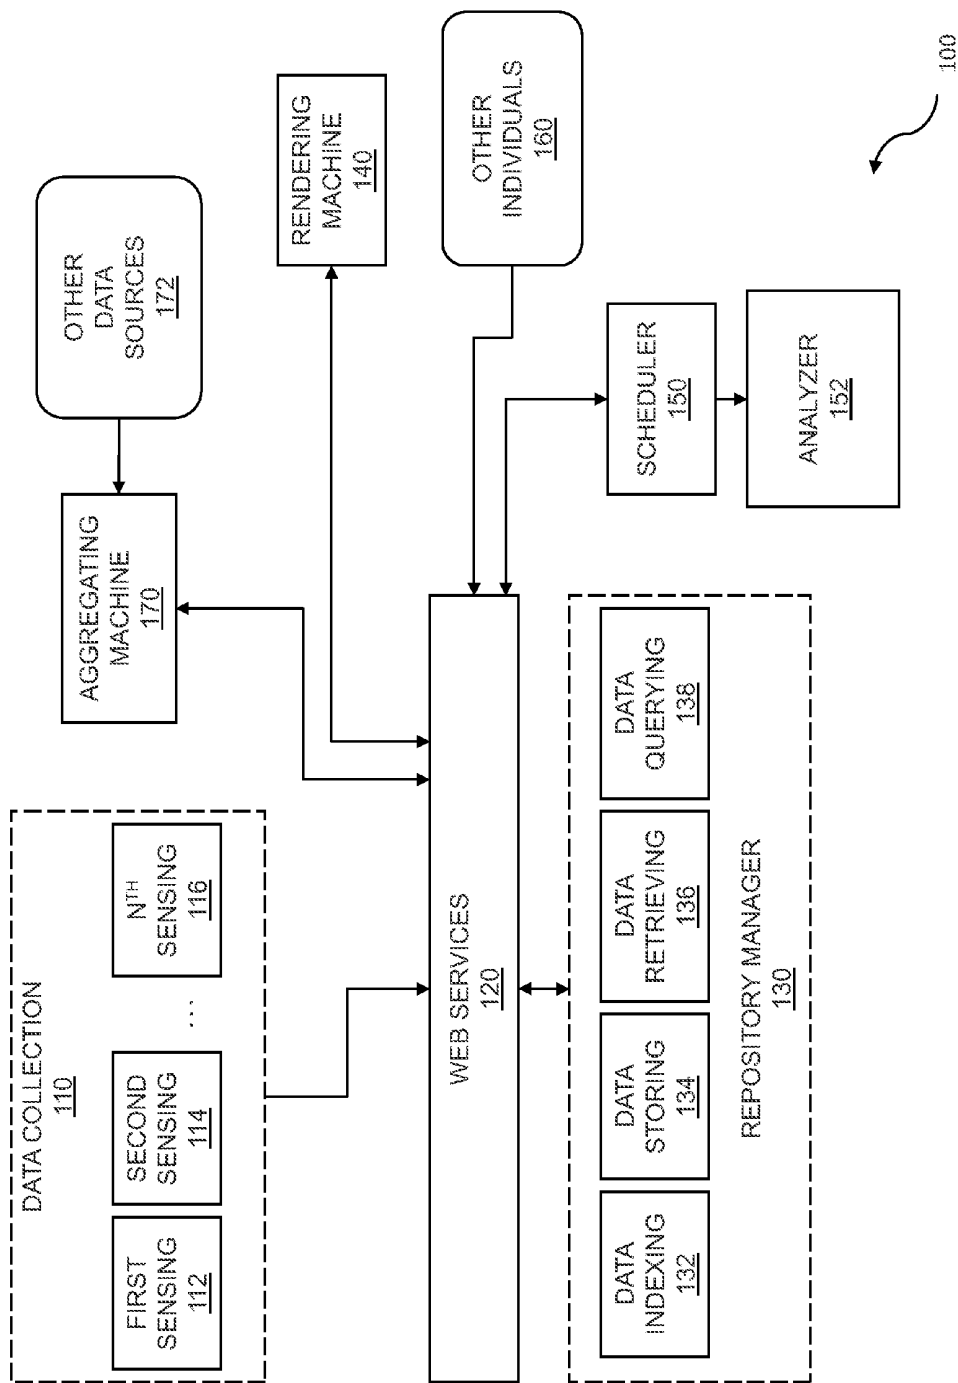 DATA COLLECTION
110
FIRST
SENSING
112
SECOND
SENSING
114
...
NTH
SENSING
116
AGGREGATING
MACHINE
170
OTHER
DATA
SOURCES
172
RENDERING
MACHINE
140
WEB SERVICES
120
OTHER
INDIVIDUALS
160
SCHEDULER
150
ANALYZER
152
DATA
INDEXING
132
DATA
STORING
134
DATA
RETRIEVING
136
DATA
QUERYING
138
REPOSITORY MANAGER
130
100